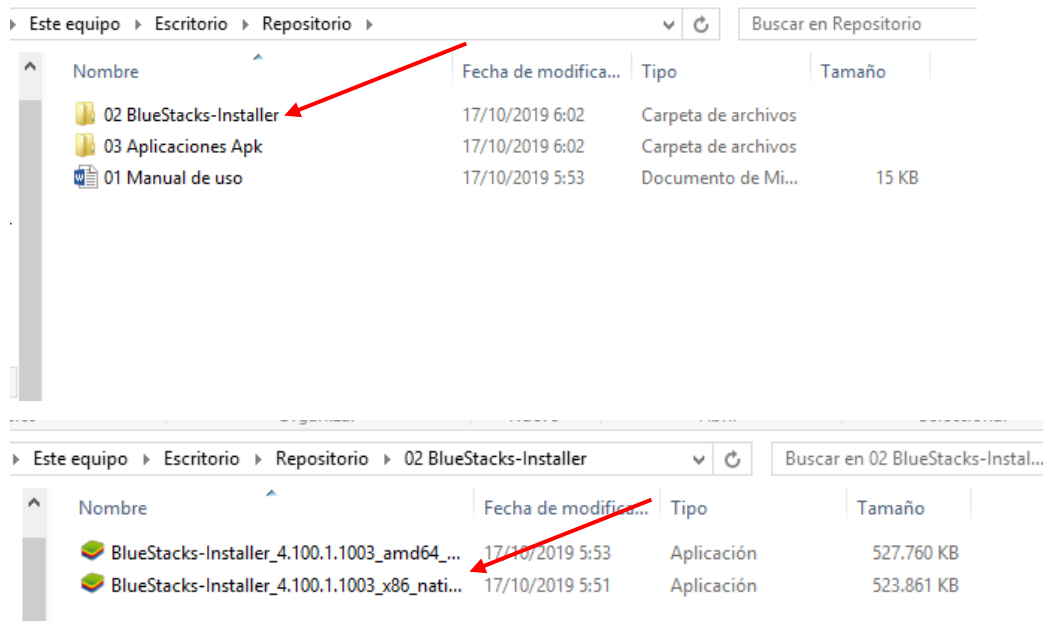 Este equipo Escritorio Repositorio Buscar en Repositorio
Nombre Fecha de modifica... Tipo Tamaño
02 BlueStacks-Installer 17/10/2019 6:02 Carpeta de archivos
03 Aplicaciones Apk 17/10/2019 6:02 Carpeta de archivos
01 Manual de uso 17/10/2019 5:53 Documento de Mi... 15 KB
Este equipo Escritorio Repositorio 02 BlueStacks-Installer Buscar en 02 BlueStacks-Instal...
Nombre Fecha de modifica... Tipo Tamaño
BlueStacks-Installer_4.100.1.1003_amd64_... 17/10/2019 5:53 Aplicación 527.760 KB
BlueStacks-Installer_4.100.1.1003_x86_nati... 17/10/2019 5:51 Aplicación 523.861 KB